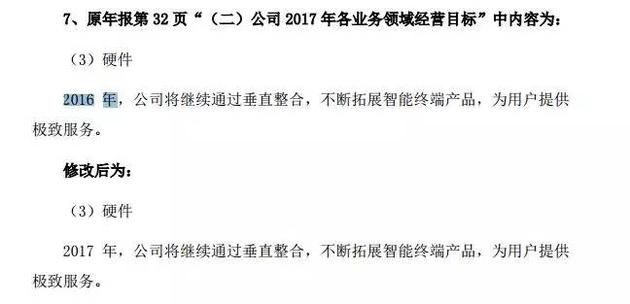 7、原年报第 32 页“（二）公司 2017 年各业务领域经营目标”中内容为：
（3）硬件
2016 年，公司将继续通过垂直整合，不断拓展智能终端产品，为用户提供
极致服务。
修改后为：
（3）硬件
2017 年，公司将继续通过垂直整合，不断拓展智能终端产品，为用户提供
极致服务。